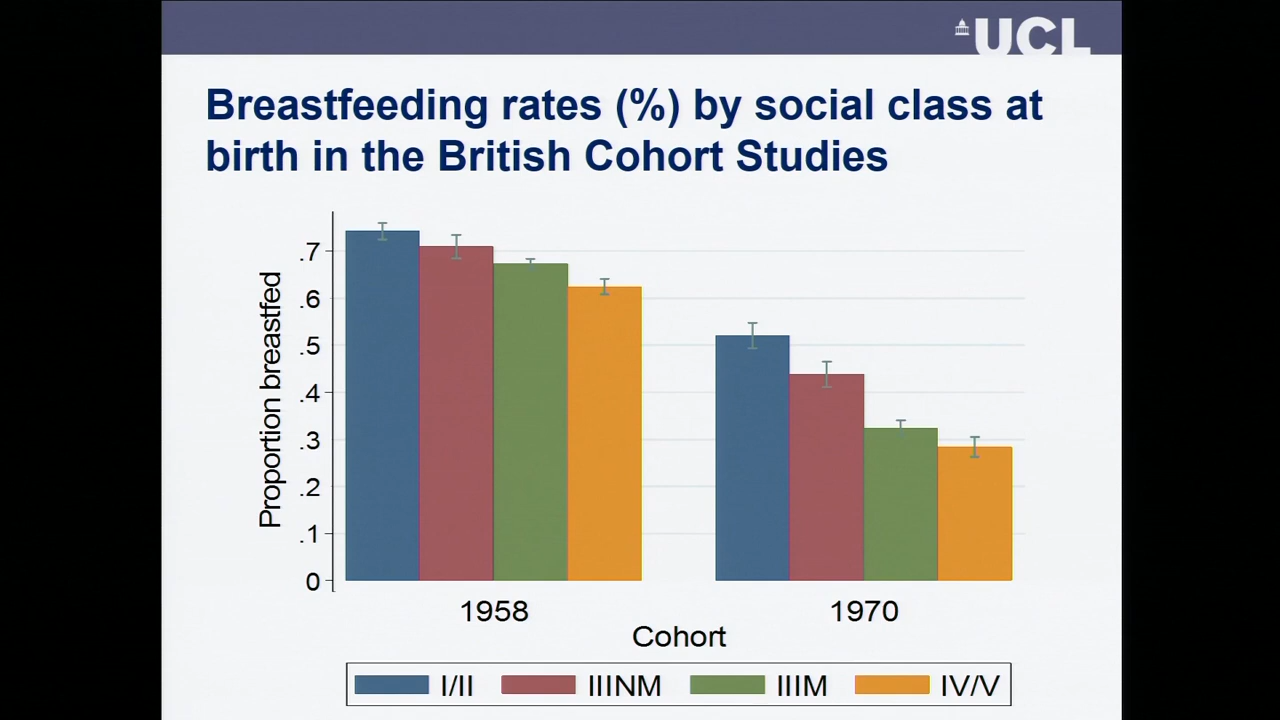 UCL
Breastfeeding rates (%) by social class at
birth in the British Cohort Studies
Proportion breastfed
.7
.6
.5
.4
.3
.2
.1
0
1958
1970
Cohort
I/II
IIINM
IIIM
IV/V